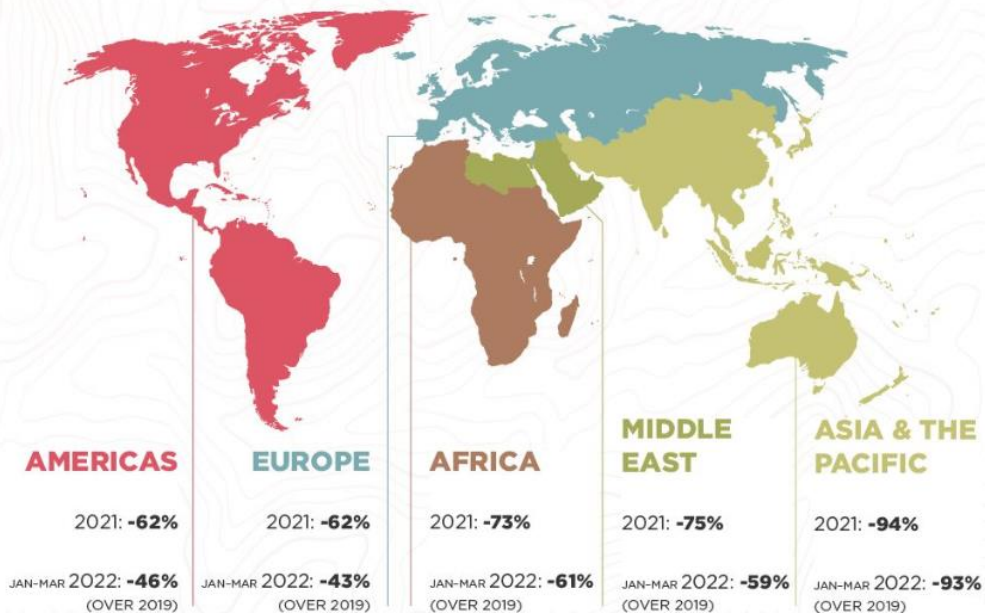 AMERICAS
2021: -62%
JAN-MAR 2022: -46%
(OVER 2019)
EUROPE
2021: -62%
JAN-MAR 2022: -43%
(OVER 2019)
AFRICA
2021: -73%
JAN-MAR 2022: -61%
(OVER 2019)
MIDDLE
EAST
2021: -75%
JAN-MAR 2022: -59%
(OVER 2019)
ASIA & THE
PACIFIC
2021: -94%
JAN-MAR 2022: -93%
(OVER 2019)